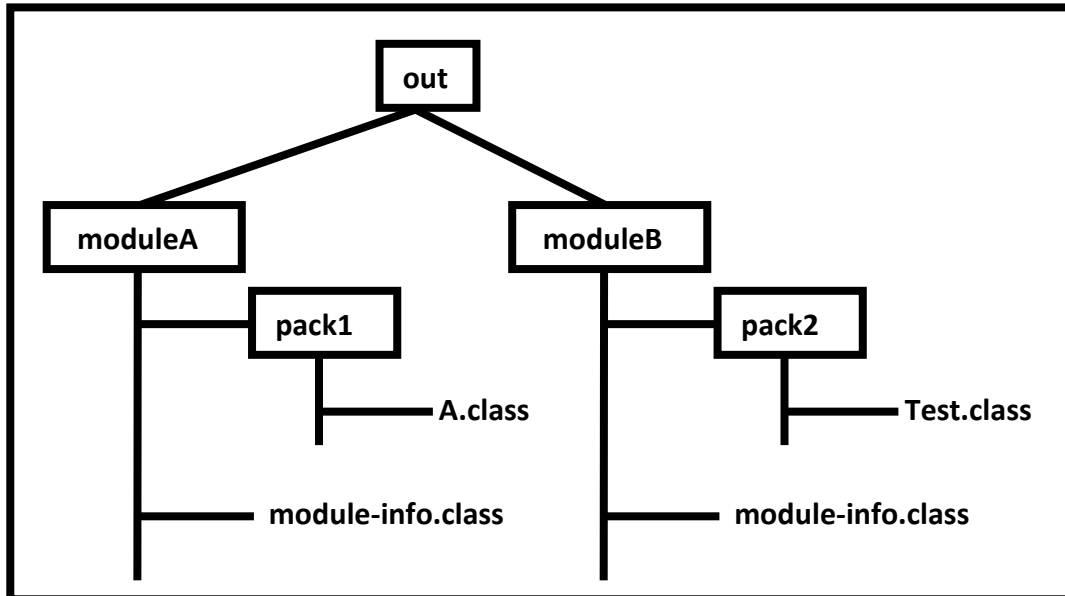 out
moduleA
moduleB
pack1
pack2
A.class
Test.class
module-info.class
module-info.class